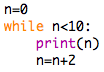 n=0
while n<10:
    print(n)
    n=n+2